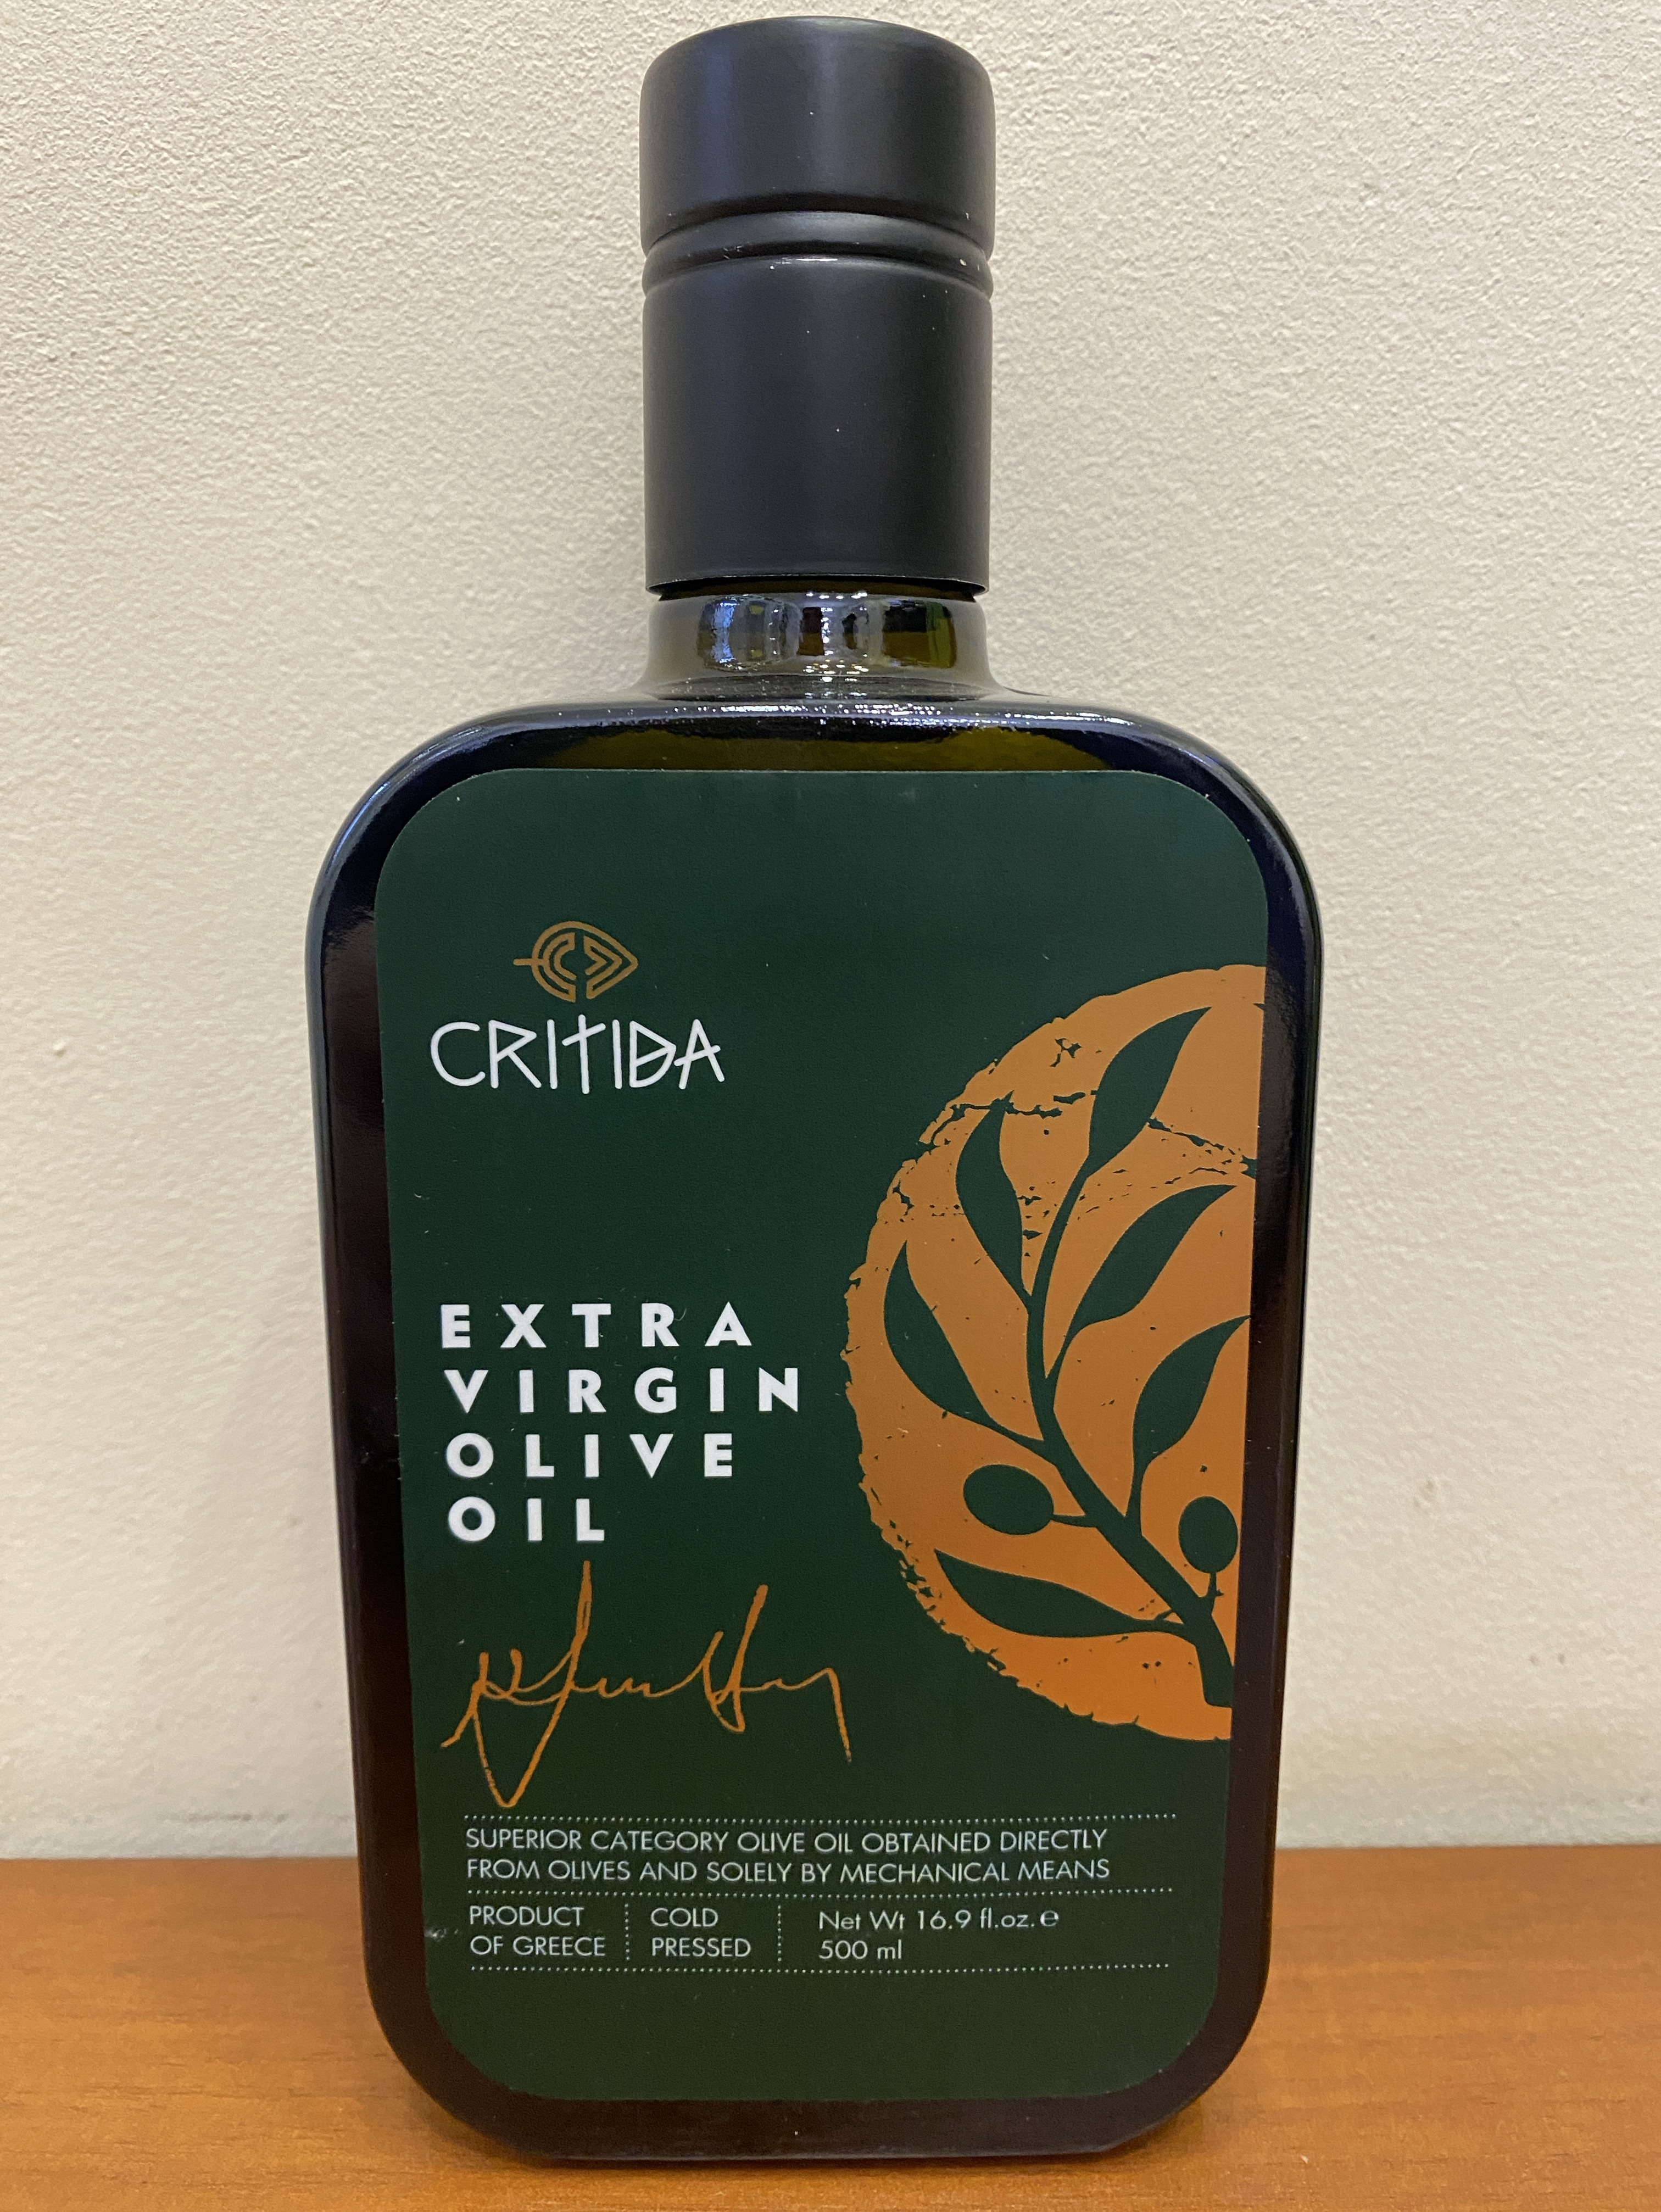 CRITIDA
EXTRA
VIRGIN
OLIVE
OIL
SUPERIOR CATEGORY OLIVE OIL OBTAINED DIRECTLY
FROM OLIVES AND SOLELY BY MECHANICAL MEANS
PRODUCT
OF GREECE
COLD
PRESSED
Net Wt 16.9 fl.oz. ℮
500 ml